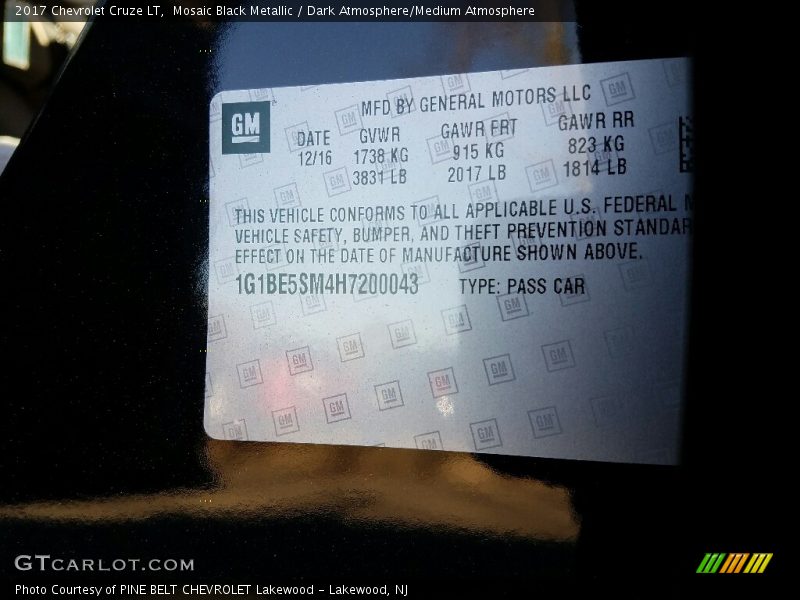 2017 Chevrolet Cruze LT, Mosaic Black Metallic / Dark Atmosphere/Medium Atmosphere
GM
MFD BY GENERAL MOTORS LLC
DATE GVWR GAWR FRT GAWR RR
12/16 1738 KG 915 KG 823 KG
3831 LB 2017 LB 1814 LB
THIS VEHICLE CONFORMS TO ALL APPLICABLE U.S. FEDERAL M
VEHICLE SAFETY, BUMPER, AND THEFT PREVENTION STANDAR
EFFECT ON THE DATE OF MANUFACTURE SHOWN ABOVE.
1G1BE5SM4H7200043 TYPE: PASS CAR
GTCARLOT.COM
Photo Courtesy of PINE BELT CHEVROLET Lakewood - Lakewood, NJ